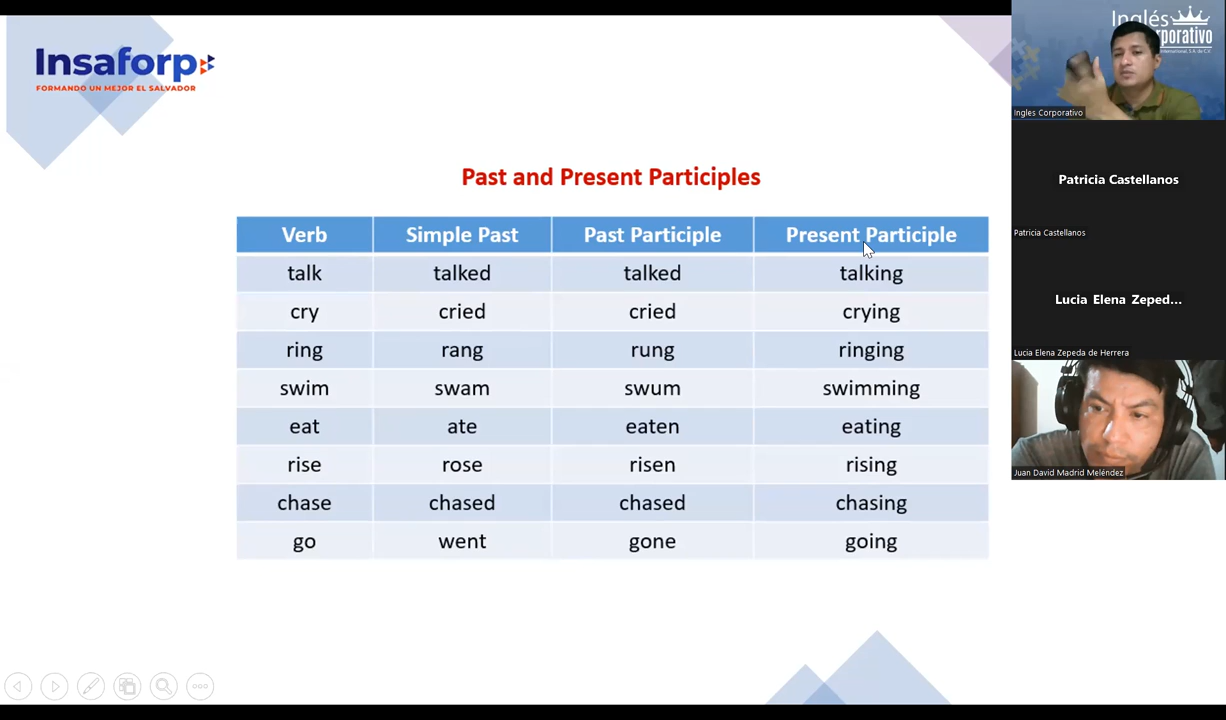 Insaforp
FORMANDO UN MEJOR EL SALVADOR
Past and Present Participles
Verb Simple Past Past Participle Present Participle
talk talked talked talking
cry cried cried crying
ring rang rung ringing
swim swam swum swimming
eat ate eaten eating
rise rose risen rising
chase chased chased chasing
go went gone going
Inglés
rporativo
International, S.A. de C.V.
Ingles Corporativo
Patricia Castellanos
Patricia Castellanos
Lucia Elena Zeped...
Lucia Elena Zepeda de Herrera
Juan David Madrid Meléndez